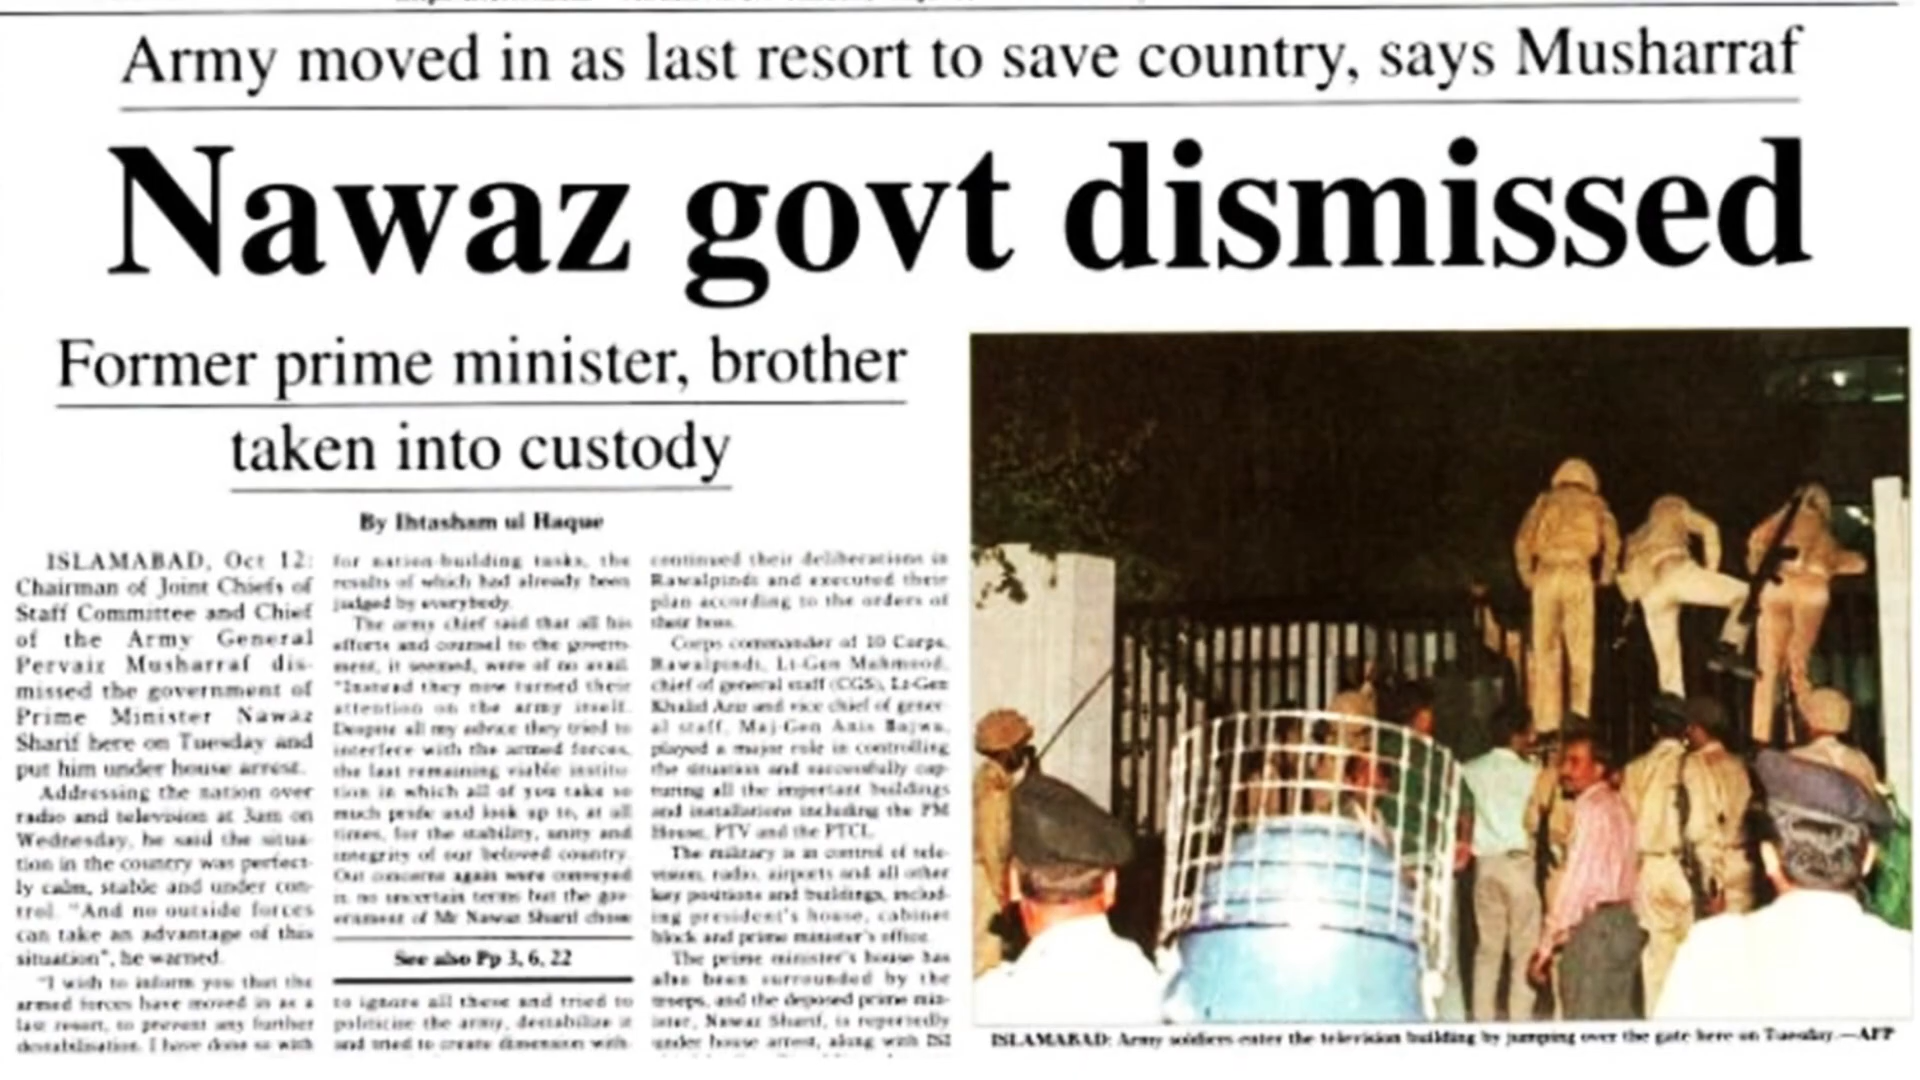 Army moved in as last resort to save country, says Musharraf
Nawaz govt dismissed
Former prime minister, brother
taken into custody
By Ihtasham ul Haque
ISLAMABAD, Oct 12:
Chairman of Joint Chiefs of
Staff Committee and Chief
of the Army General
Pervaiz Musharraf dis-
missed the government of
Prime Minister Nawaz
Sharif here on Tuesday and
put him under house arrest.
Addressing the nation over
radio and television at 3am on
Wednesday, he said the situa-
tion in the country was perfect-
ly calm, stable and under con-
trol. "And no outside forces
can take an advantage of this
situation", he warned.
"I wish to inform you that the
armed forces have moved in as a
last resort, to prevent any further
destabilisation. I have done so with
for nation-building tasks, the
results of which had already been
judged by everybody.
The army chief said that all his
efforts and counsel to the govern-
ment, it seemed, were of no avail.
"Instead they now turned their
attention on the army itself.
Despite all my advice they tried to
interfere with the armed forces,
the last remaining viable institu-
tion in which all of you take so
much pride and look up to, at all
times, for the stability, unity and
integrity of our beloved country.
Our concerns again were conveyed
in no uncertain terms but the gov-
ernment of Mr Nawaz Sharif chose
See also Pp 3, 6, 22
to ignore all these and tried to
politicise the army, destabilize it
and tried to create dimension with-
continued their deliberations in
Rawalpindi and executed their
plan according to the orders of
their boss.
Corps commander of 10 Corps,
Rawalpindi, Lt-Gen Mahmood,
chief of general staff (CGS), Lt-Gen
Khalid Aziz and vice chief of gener-
al staff, Maj-Gen Anis Bajwa,
played a major role in controlling
the situation and successfully cap-
turing all the important buildings
and installations including the PM
House, PTV and the PTCL.
The military is in control of tele-
vision, radio, airports and all other
key positions and buildings, includ-
ing president's house, cabinet
block and prime minister's office.
The prime minister's house has
also been surrounded by the
troops, and the deposed prime min-
ister, Nawaz Sharif, is reportedly
under house arrest, along with ISI
ISLAMABAD: Army soldiers enter the television building by jumping over the gate here on Tuesday.—AFP